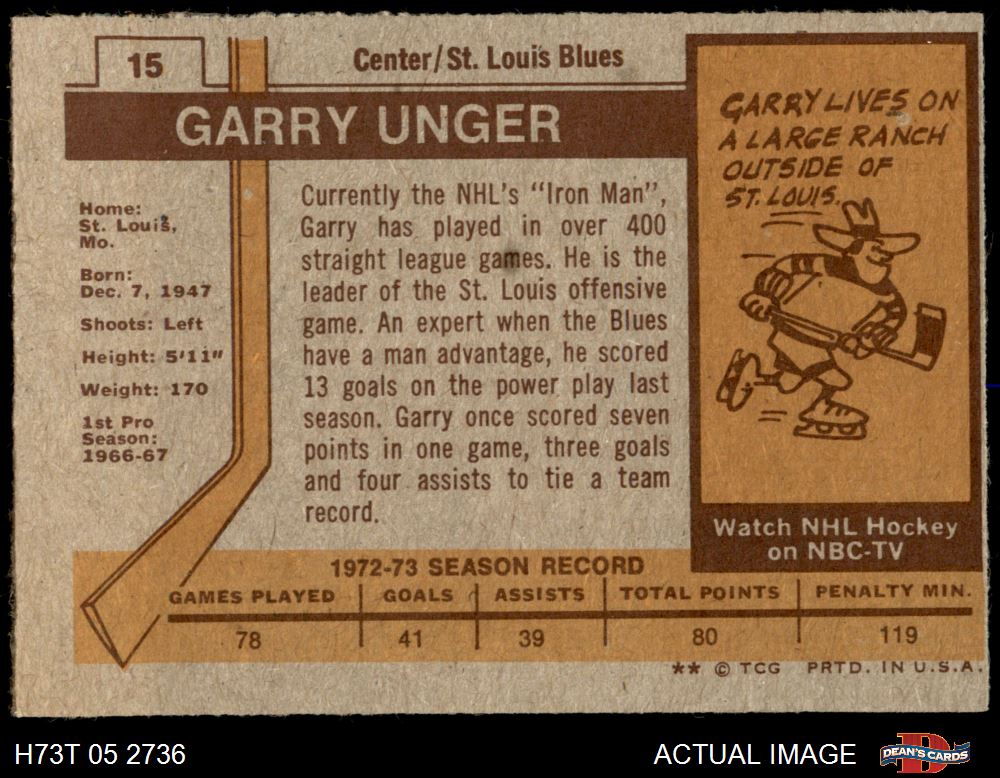 15
Center/St. Louis Blues
GARRY UNGER
Home:
St. Louis,
Mo.
Born:
Dec. 7, 1947
Shoots: Left
Height: 5'11"
Weight: 170
1st Pro
Season:
1966-67
Currently the NHL's "Iron Man",
Garry has played in over 400
straight league games. He is the
leader of the St. Louis offensive
game. An expert when the Blues
have a man advantage, he scored
13 goals on the power play last
season. Garry once scored seven
points in one game, three goals
and four assists to tie a team
record.
GARRY LIVES ON
A LARGE RANCH
OUTSIDE OF
ST. LOUIS.
Watch NHL Hockey
on NBC-TV
1972-73 SEASON RECORD
GAMES PLAYED GOALS ASSISTS TOTAL POINTS PENALTY MIN.
78 41 39 80 119
** © TCG PRTD. IN U.S.A.
H73T 05 2736
ACTUAL IMAGE
DEAN'S CARDS